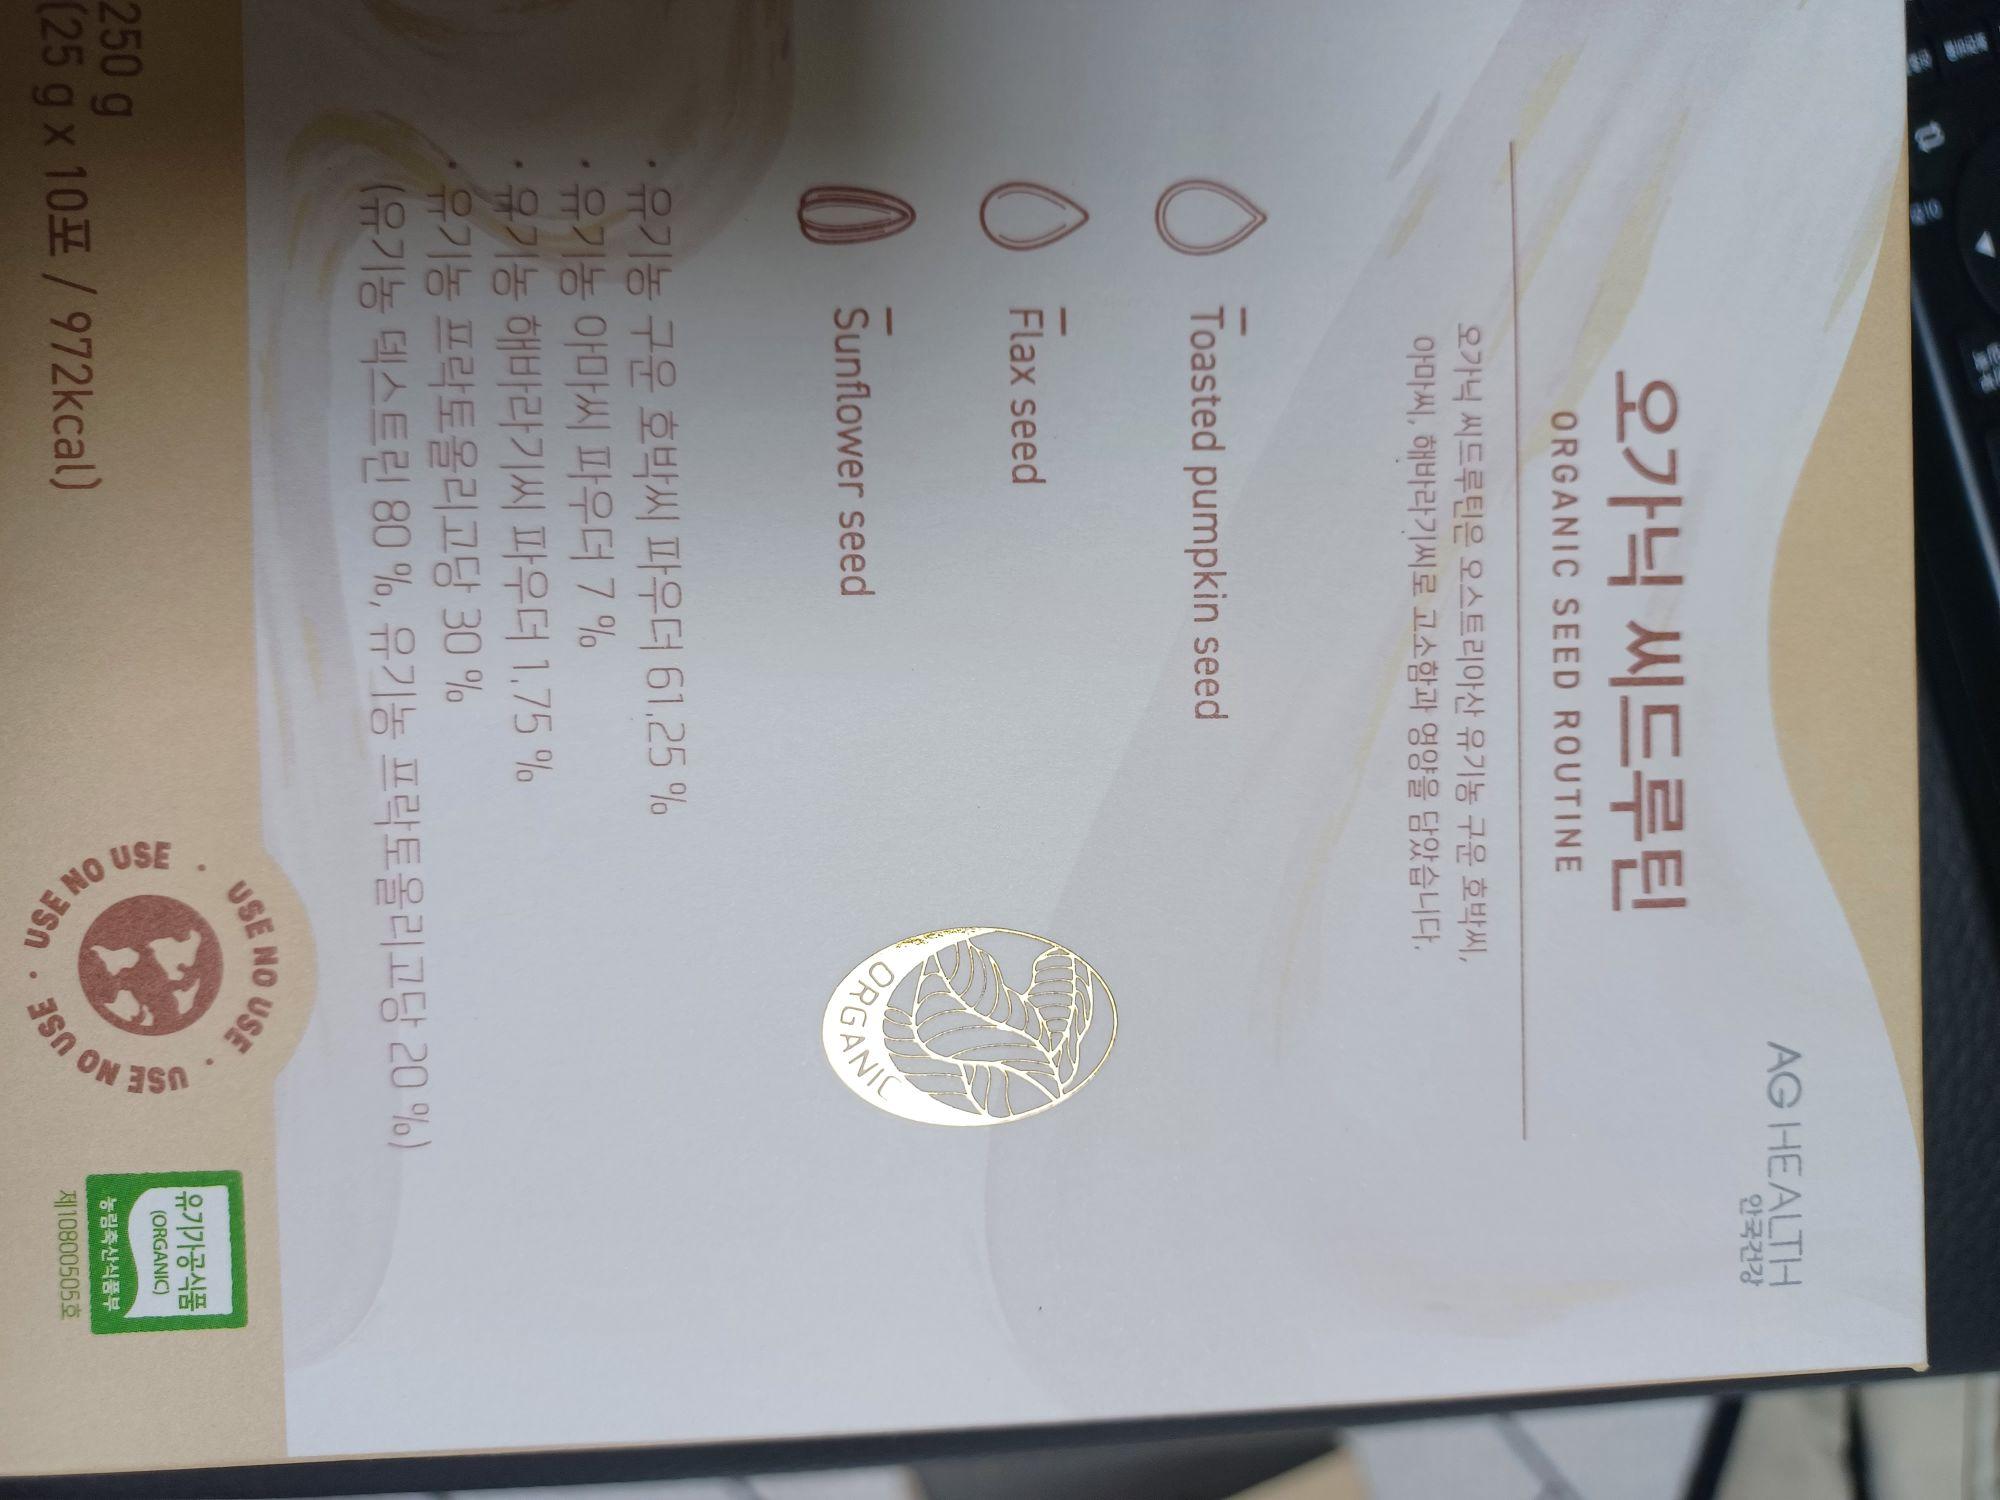 AG HEALTH
안국건강
오가닉 씨드루틴
ORGANIC SEED ROUTINE
오가닉 씨드루틴은 오스트리아산 유기농 구운 호박씨,
아마씨, 해바라기씨로 고소함과 영양을 담았습니다.
Toasted pumpkin seed
Flax seed
Sunflower seed
ORGANIC
· 유기농 구운 호박씨 파우더 61.25 %
· 유기농 아마씨 파우더 7 %
· 유기농 해바라기씨 파우더 1.75 %
· 유기농 프락토올리고당 30 %
(유기농 덱스트린 80 %, 유기농 프락토올리고당 20 %)
250 g
(25 g x 10포 / 972kcal)
USE NO USE · USE NO USE · USE NO USE ·
유기가공식품
(ORGANIC)
농림축산식품부
제10800505호